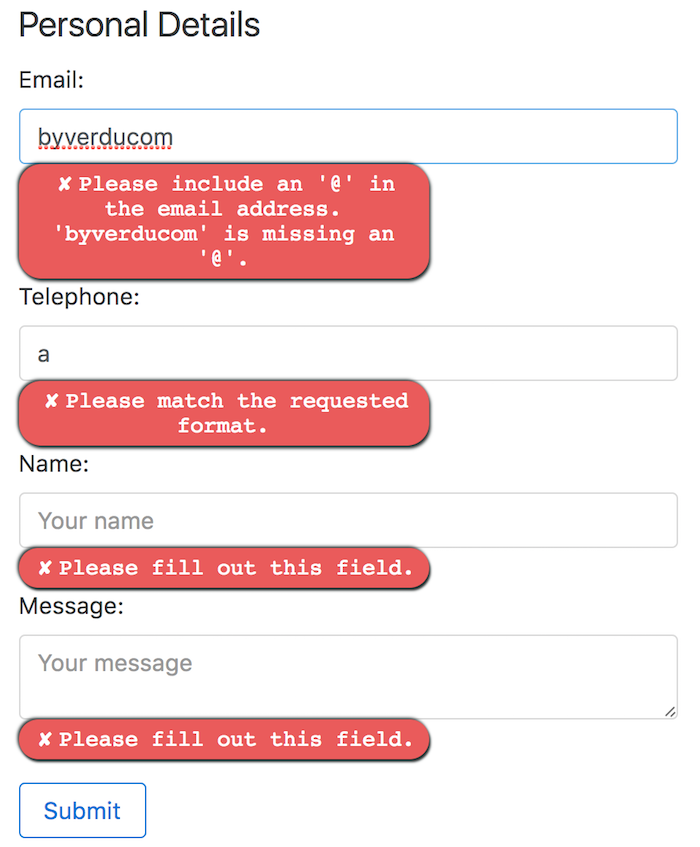 Personal Details
Email:
byverducom
✘ Please include an '@' in
the email address.
'byverducom' is missing an
'@'.
Telephone:
a
✘ Please match the requested
format.
Name:
Your name
✘ Please fill out this field.
Message:
Your message
✘ Please fill out this field.
Submit